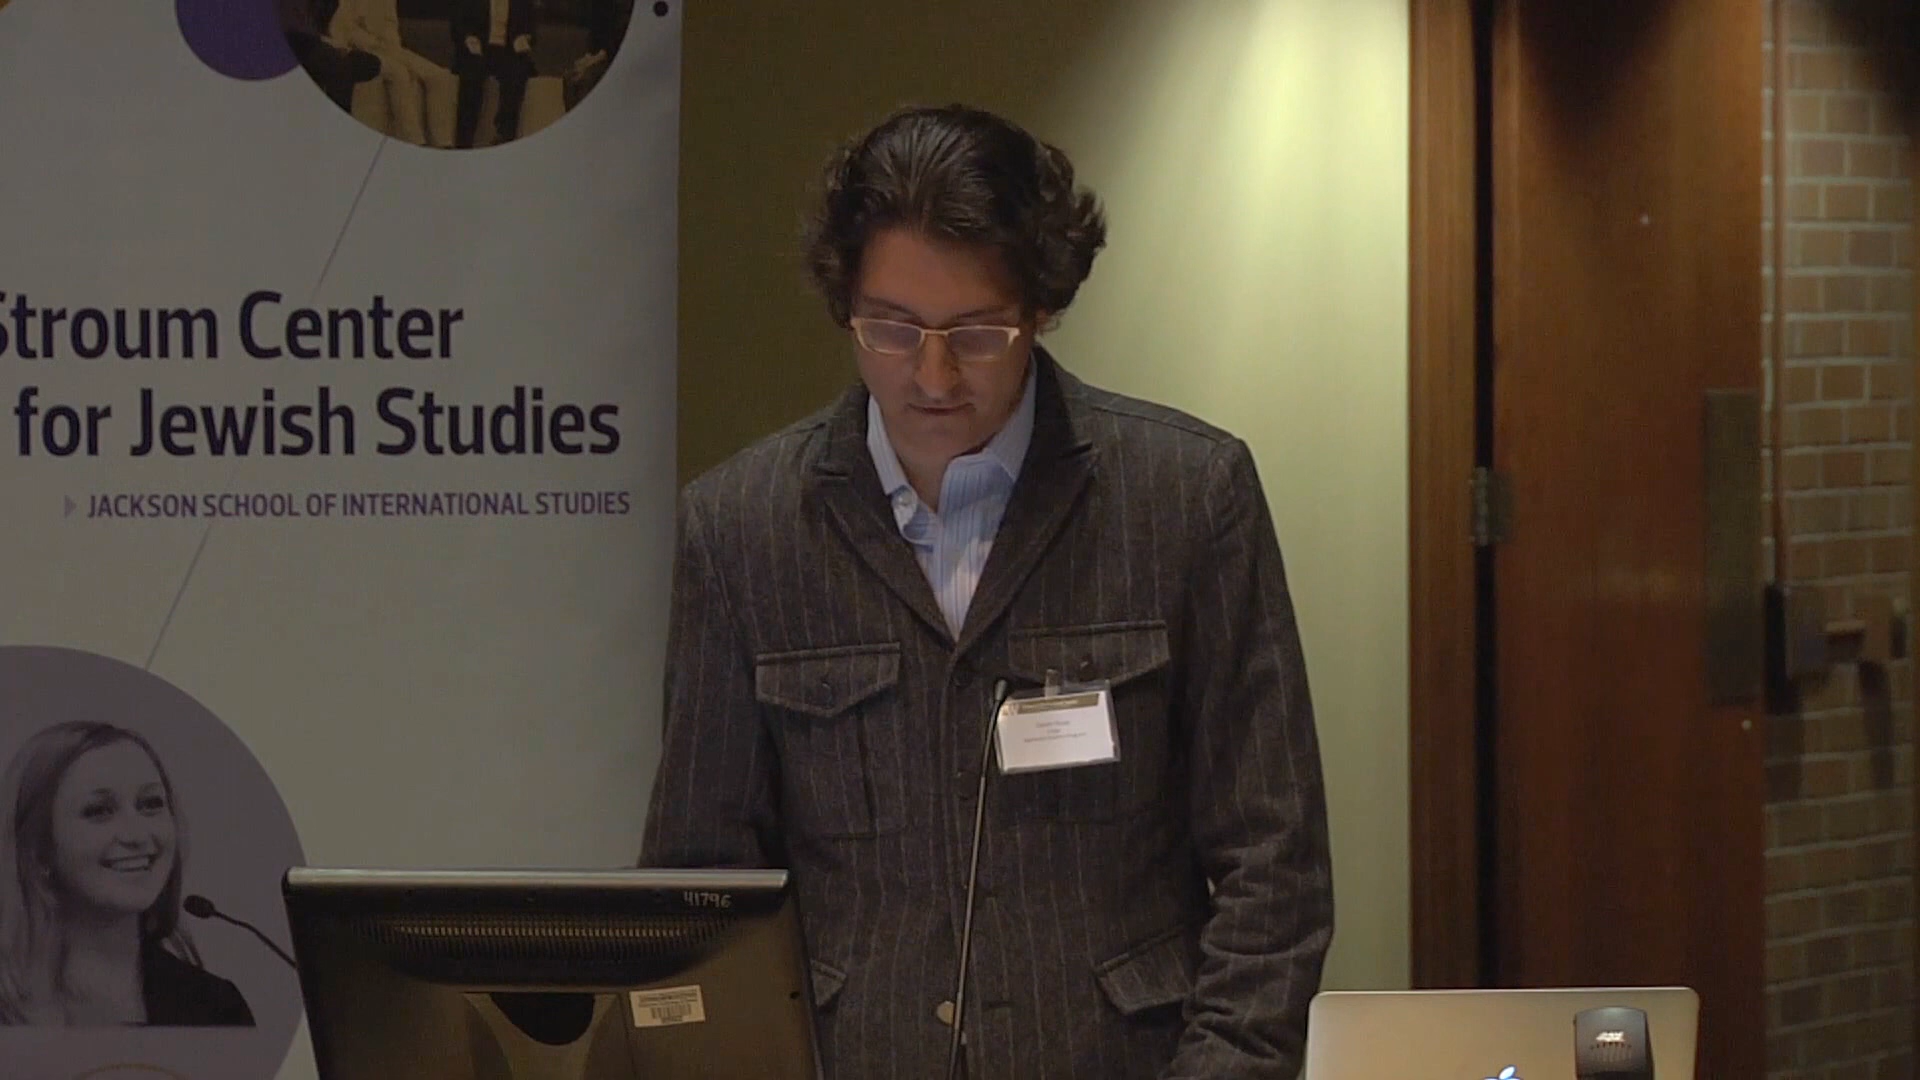 Stroum Center
for Jewish Studies
JACKSON SCHOOL OF INTERNATIONAL STUDIES
41796